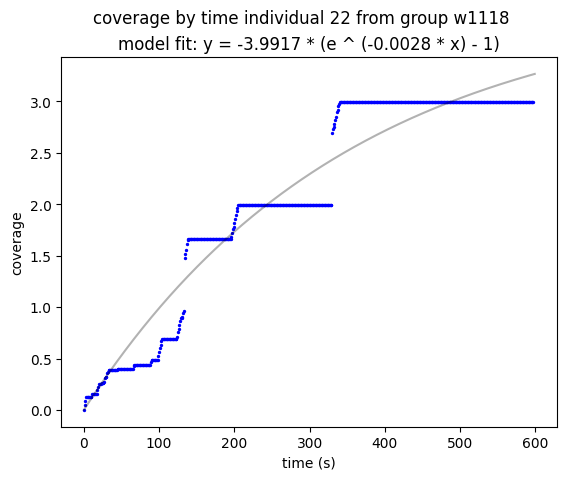 coverage by time individual 22 from group w1118
model fit: y = -3.9917 * (e ^ (-0.0028 * x) - 1)
3.0
2.5
2.0
1.5
1.0
0.5
0.0
coverage
0 100 200 300 400 500 600
time (s)